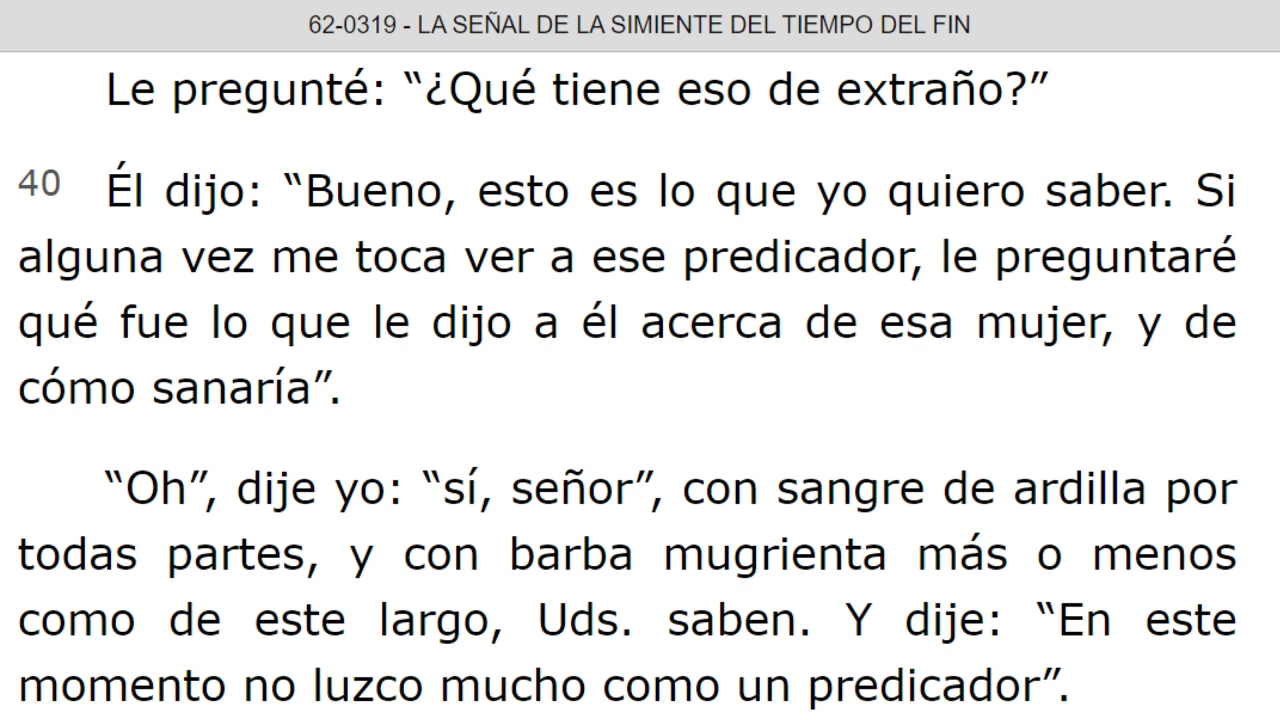 62-0319 - LA SEÑAL DE LA SIMIENTE DEL TIEMPO DEL FIN
Le pregunté: “¿Qué tiene eso de extraño?”
40 Él dijo: “Bueno, esto es lo que yo quiero saber. Si
alguna vez me toca ver a ese predicador, le preguntaré
qué fue lo que le dijo a él acerca de esa mujer, y de
cómo sanaría”.
“Oh”, dije yo: “sí, señor”, con sangre de ardilla por
todas partes, y con barba mugrienta más o menos
como de este largo, Uds. saben. Y dije: “En este
momento no luzco mucho como un predicador”.